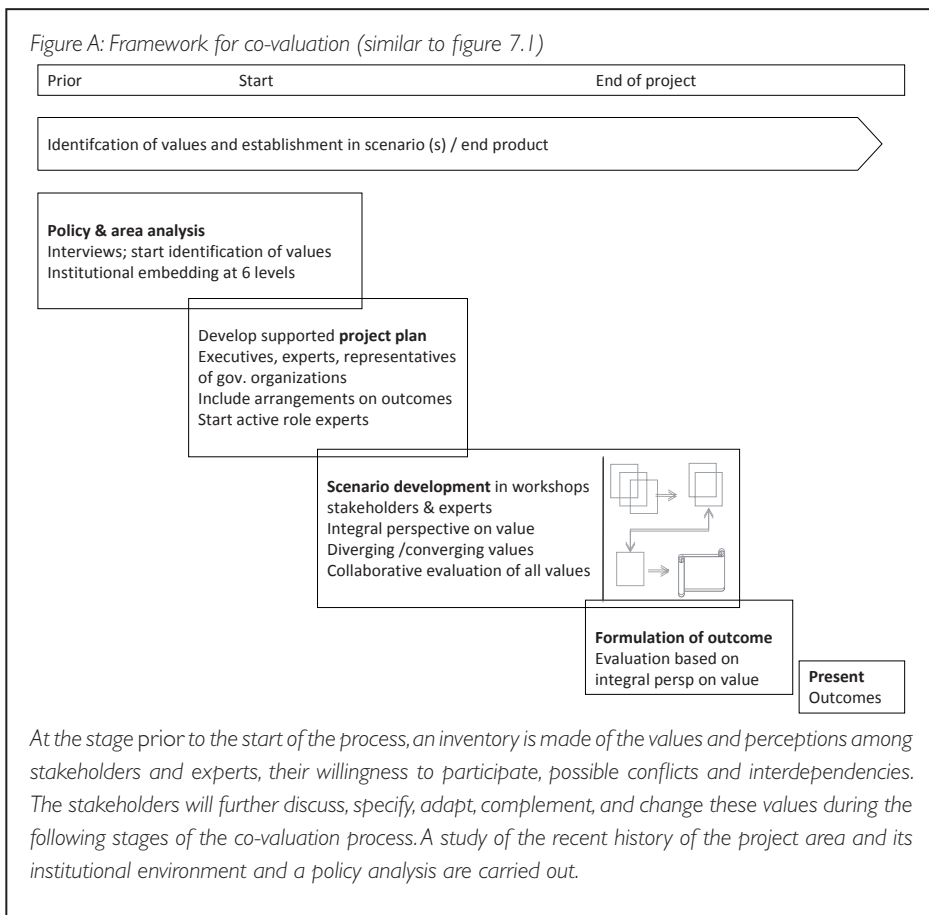 Figure A: Framework for co-valuation (similar to figure 7.1)
Prior Start End of project
Identifcation of values and establishment in scenario (s) / end product
Policy & area analysis
Interviews; start identification of values
Institutional embedding at 6 levels
Develop supported project plan
Executives, experts, representatives
of gov. organizations
Include arrangements on outcomes
Start active role experts
Scenario development in workshops
stakeholders & experts
Integral perspective on value
Diverging /converging values
Collaborative evaluation of all values
Formulation of outcome
Evaluation based on
integral persp on value
Present
Outcomes
At the stage prior to the start of the process, an inventory is made of the values and perceptions among
stakeholders and experts, their willingness to participate, possible conflicts and interdependencies.
The stakeholders will further discuss, specify, adapt, complement, and change these values during the
following stages of the co-valuation process. A study of the recent history of the project area and its
institutional environment and a policy analysis are carried out.